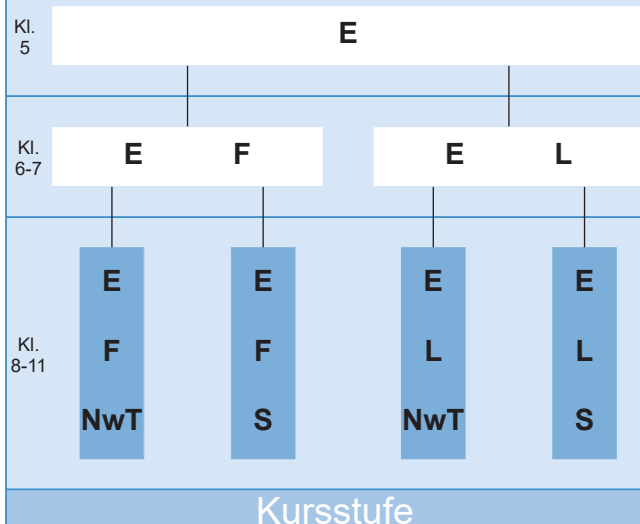 Kl.
5
E
Kl.
6-7
E F E L
Kl.
8-11
E E E E
F F L L
NwT S NwT S
Kursstufe